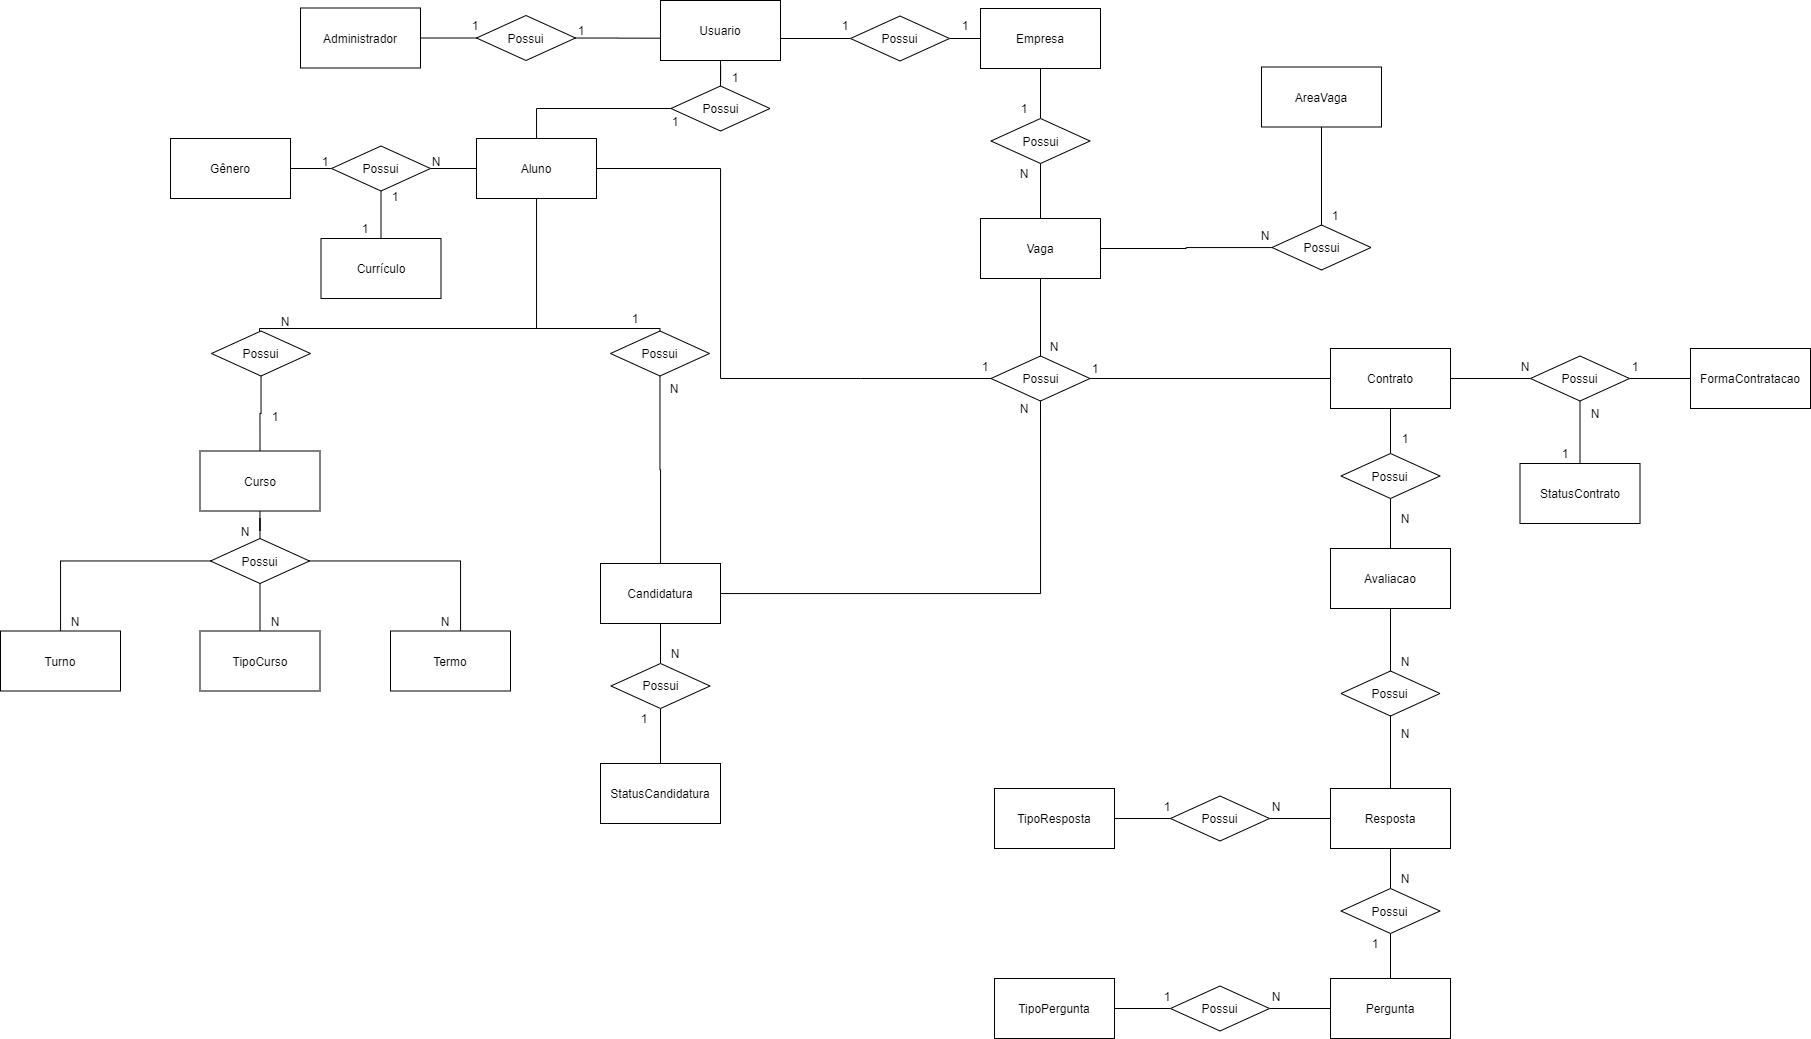 Administrador
1
Possui
1
Usuario
1
Possui
1
Empresa
1
Possui
1
1
Possui
N
AreaVaga
Gênero
1
Possui
N
Aluno
1
1
Currículo
Vaga
N
1
Possui
N
Possui
1
1
Possui
N
N
1
Possui
1
N
Contrato
N
Possui
1
FormaContratacao
N
1
StatusContrato
Curso
1
Possui
N
N
Possui
N
N
N
Turno
TipoCurso
Termo
Candidatura
Avaliacao
N
Possui
1
N
Possui
N
StatusCandidatura
TipoResposta
1
Possui
N
Resposta
N
Possui
1
TipoPergunta
1
Possui
N
Pergunta